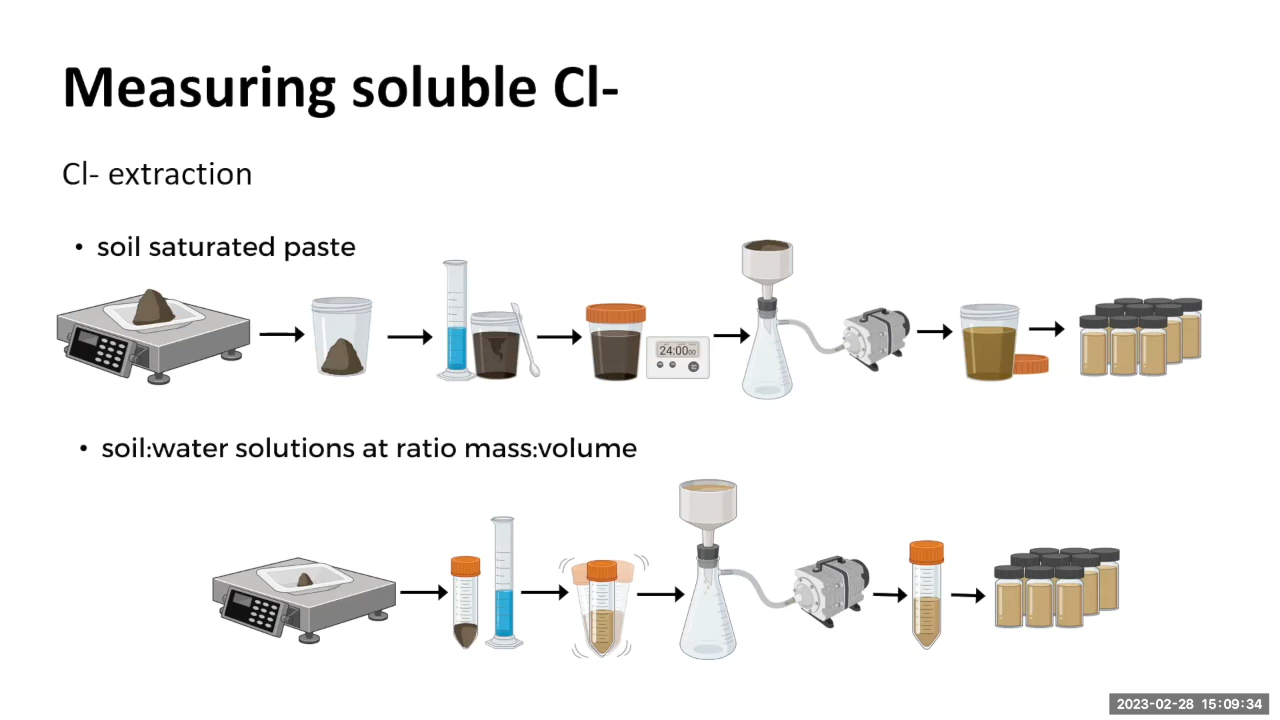 Measuring soluble Cl-
Cl- extraction
• soil saturated paste
24:00 00
• soil:water solutions at ratio mass:volume
2023-02-28 15:09:34